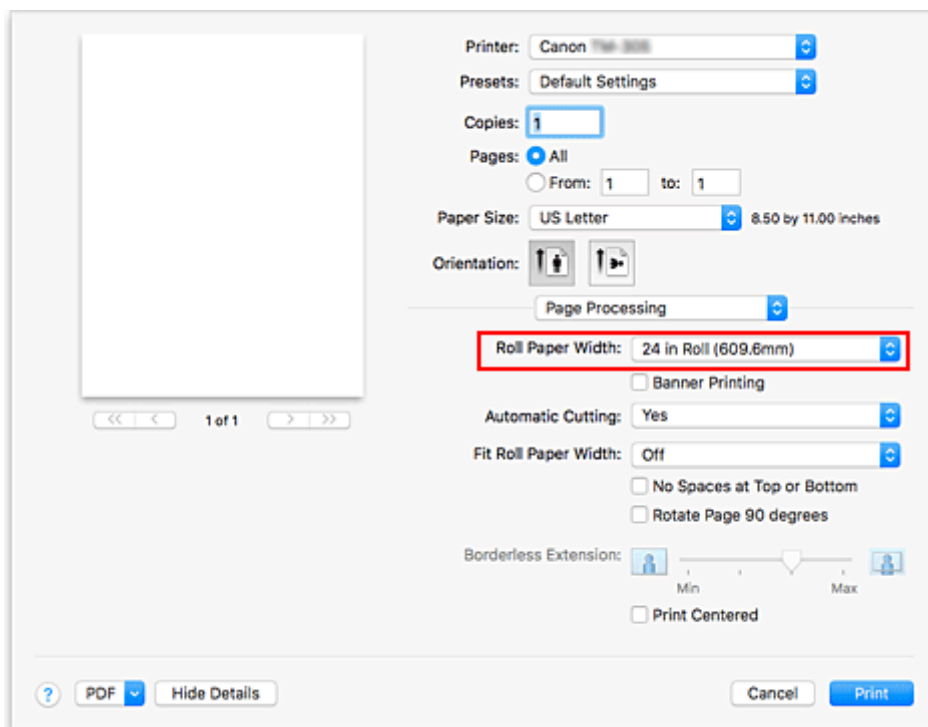 Printer: Canon
Presets: Default Settings
Copies: 1
Pages: All
From: 1 to: 1
Paper Size: US Letter 8.50 by 11.00 inches
Orientation:
Page Processing
Roll Paper Width: 24 in Roll (609.6mm)
Banner Printing
<< < 1 of 1 > >>
Automatic Cutting: Yes
Fit Roll Paper Width: Off
No Spaces at Top or Bottom
Rotate Page 90 degrees
Borderless Extension:
Min Max
Print Centered
? PDF Hide Details Cancel Print